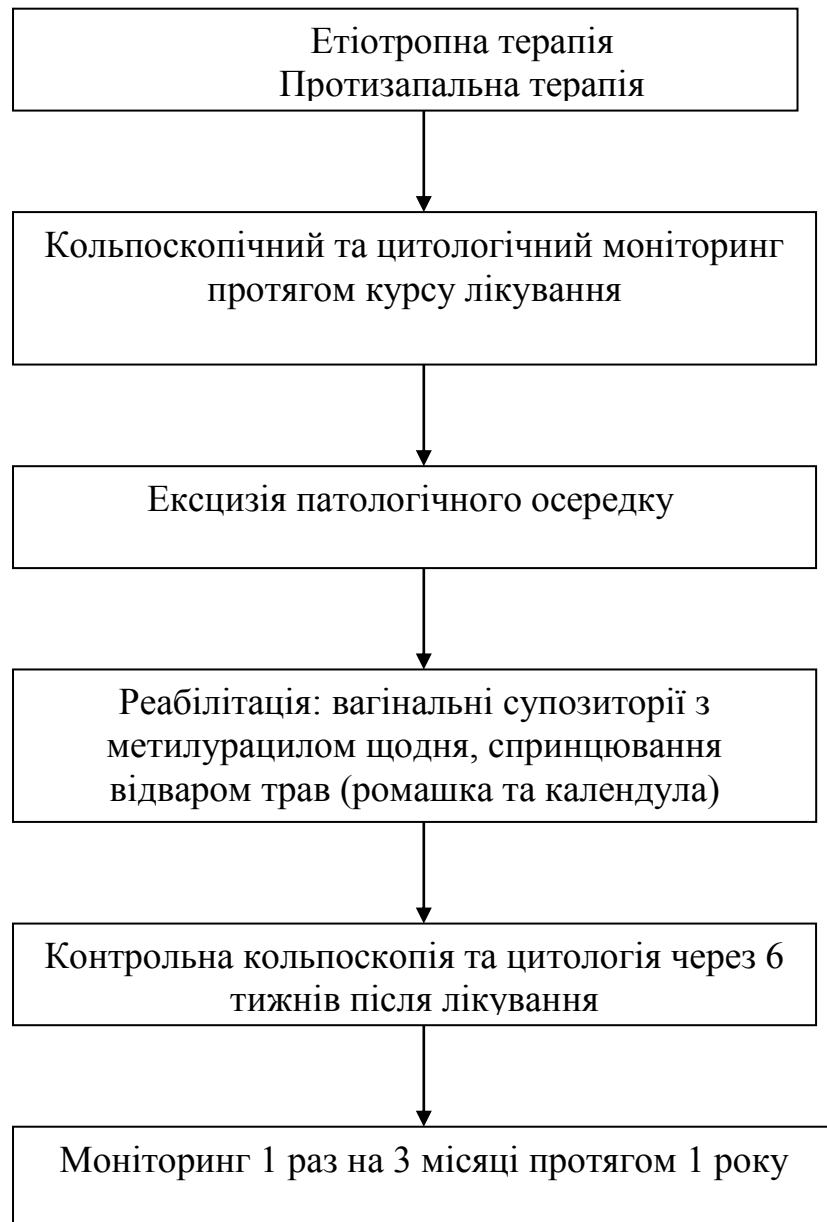 Етіотропна терапія
Протизапальна терапія
Кольпоскопічний та цитологічний моніторинг
протягом курсу лікування
Ексцизія патологічного осередку
Реабілітація: вагінальні супозиторії з
метилурацилом щодня, спринцювання
відваром трав (ромашка та календула)
Контрольна кольпоскопія та цитологія через 6
тижнів після лікування
Моніторинг 1 раз на 3 місяці протягом 1 року